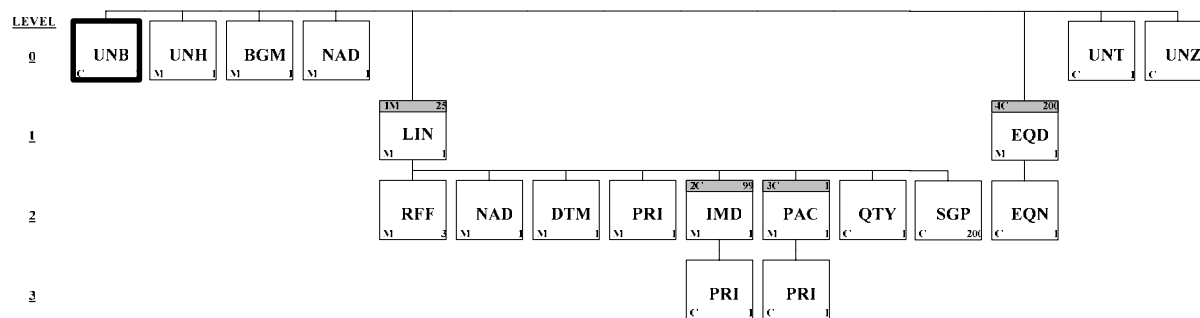 LEVEL
0 UNB UNH BGM NAD UNT UNZ
C M 1 M 1 M 1 C 1 C
1M 25 4C 200
1 LIN EQD
M 1 M 1
2C 99 3C 1
2 RFF NAD DTM PRI IMD PAC QTY SGP EQN
M 3 M 1 M 1 M 1 M 1 M 1 C 1 C 200 C 1
3 PRI PRI
C 1 C 1